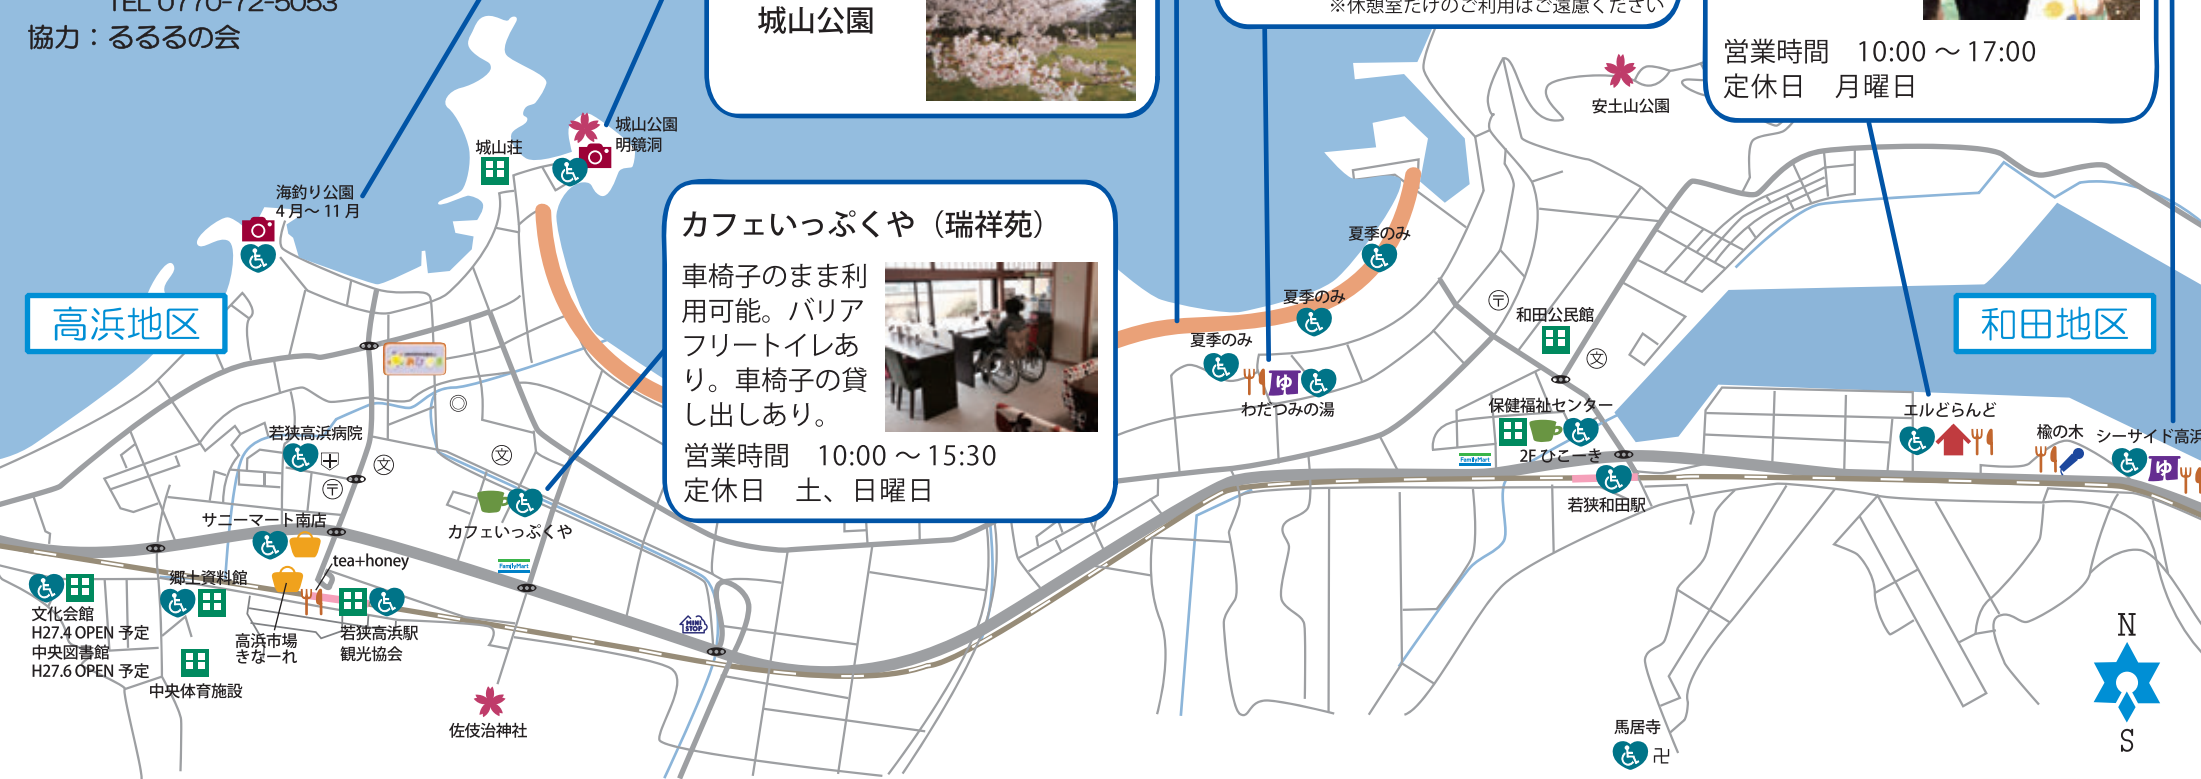 TEL 0770-72-5053
協力：るるるの会
城山公園
※休憩室だけのご利用はご遠慮ください
営業時間　10:00 ～ 17:00
定休日　月曜日
安土山公園
城山公園
明鏡洞
城山荘
海釣り公園
4 月～ 11 月
カフェいっぷくや（瑞祥苑）
車椅子のまま利
用可能。バリア
フリートイレあ
り。車椅子の貸
し出しあり。
営業時間　10:00 ～ 15:30
定休日　土、日曜日
高浜地区
和田地区
夏季のみ
夏季のみ
夏季のみ
ゆ
わたつみの湯
〒
和田公民館
文
保健福祉センター
2F ひこーき
FamilyMart
若狭和田駅
エルどらんど
楡の木
シーサイド高浜
ゆ
若狭高浜病院
文
文
〒
カフェいっぷくや
サニーマート南店
tea+honey
FamilyMart
郷土資料館
文化会館
H27.4 OPEN 予定
中央図書館
H27.6 OPEN 予定
高浜市場
きなーれ
若狭高浜駅
観光協会
中央体育施設
MINI
STOP
佐伎治神社
馬居寺
卍
N
S